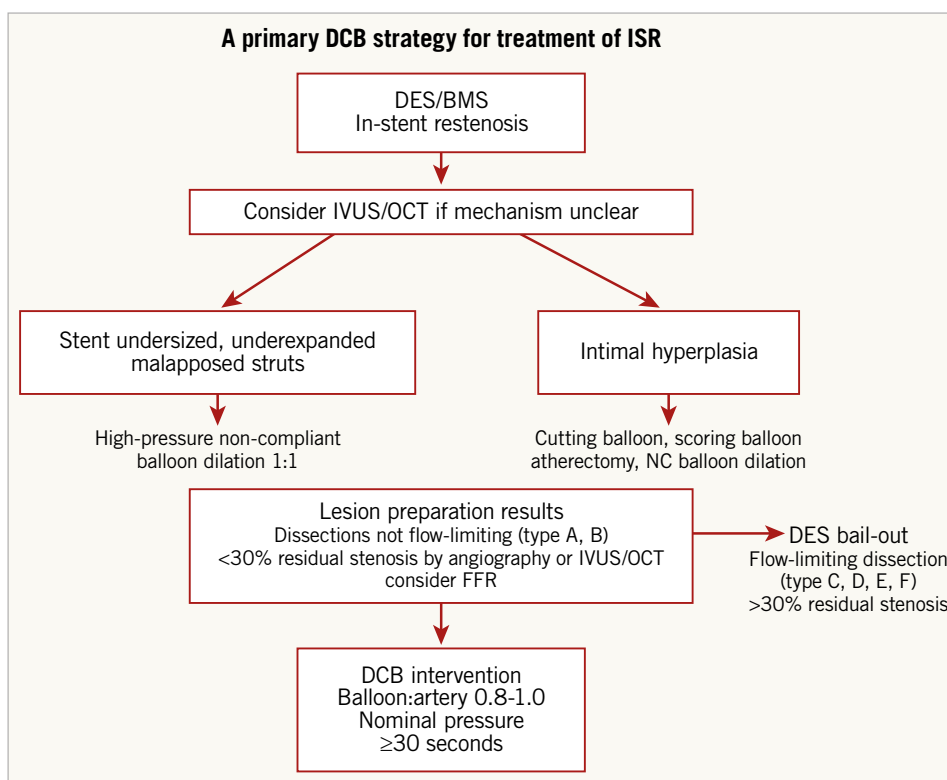 A primary DCB strategy for treatment of ISR
DES/BMS
In-stent restenosis
Consider IVUS/OCT if mechanism unclear
Stent undersized, underexpanded
malapposed struts
Intimal hyperplasia
High-pressure non-compliant
balloon dilation 1:1
Cutting balloon, scoring balloon
atherectomy, NC balloon dilation
Lesion preparation results
Dissections not flow-limiting (type A, B)
<30% residual stenosis by angiography or IVUS/OCT
consider FFR
DES bail-out
Flow-limiting dissection
(type C, D, E, F)
>30% residual stenosis
DCB intervention
Balloon:artery 0.8-1.0
Nominal pressure
≥30 seconds